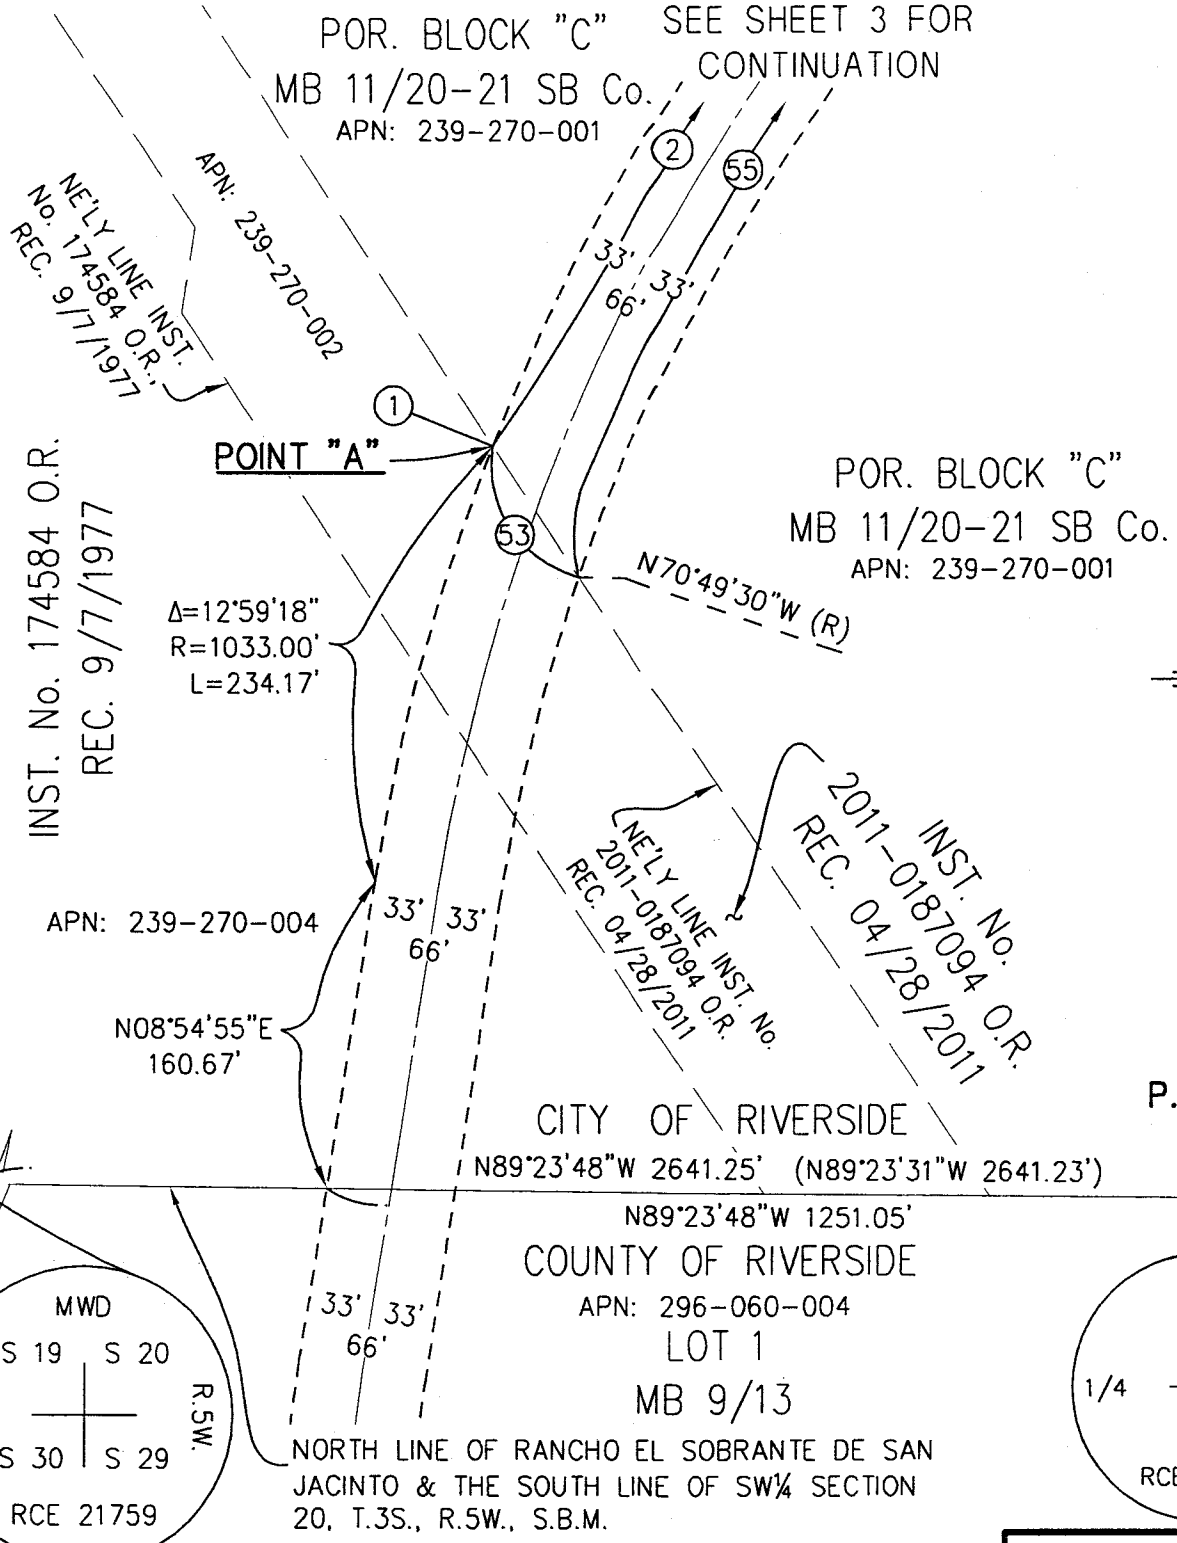 POR. BLOCK "C"
MB 11/20-21 SB Co.
APN: 239-270-001
SEE SHEET 3 FOR
CONTINUATION
2
55
APN: 239-270-002
NE'LY LINE INST.
No. 174584 O.R.,
REC. 9/7/1977
33'
33'
66'
1
POINT "A"
53
INST. No. 174584 O.R.
REC. 9/7/1977
POR. BLOCK "C"
MB 11/20-21 SB Co.
APN: 239-270-001
N70°49'30"W (R)
Δ=12°59'18"
R=1033.00'
L=234.17'
INST. No.
2011-0187094 O.R.
REC. 04/28/2011
NE'LY LINE INST. No.
2011-0187094 O.R.
REC. 04/28/2011
APN: 239-270-004
33'
33'
66'
N08°54'55"E
160.67'
P.
CITY OF RIVERSIDE
N89°23'48"W 2641.25' (N89°23'31"W 2641.23')
N89°23'48"W 1251.05'
COUNTY OF RIVERSIDE
APN: 296-060-004
LOT 1
MB 9/13
33'
33'
66'
MWD
S 19
S 20
R.5W.
S 30
S 29
RCE 21759
1/4
RCE
NORTH LINE OF RANCHO EL SOBRANTE DE SAN
JACINTO & THE SOUTH LINE OF SW¼ SECTION
20, T.3S., R.5W., S.B.M.